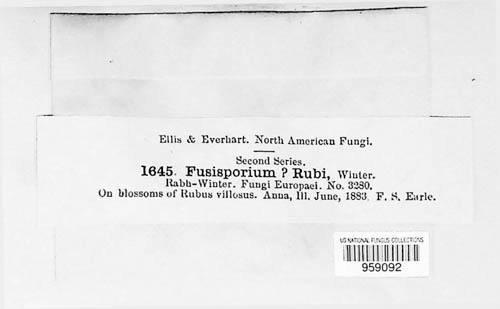 Ellis & Everhart. North American Fungi.
Second Series.
1645. Fusisporium ? Rubi, Winter.
Rabh-Winter. Fungi Europaei. No. 3280.
On blossoms of Rubus villosus. Anna, Ill. June, 1883. F. S. Earle.
US NATIONAL FUNGUS COLLECTIONS
959092